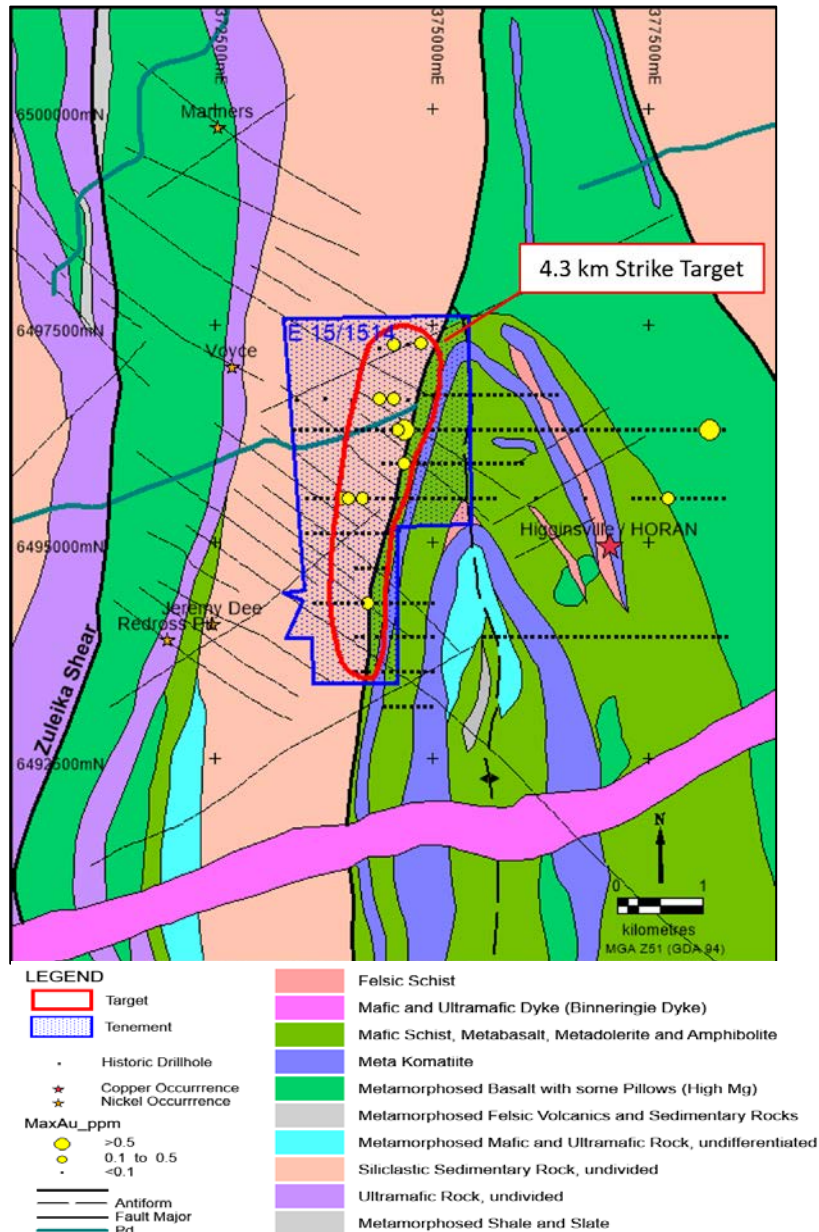 372500mE
375000mE
377500mE
6500000mN
Mariners
4.3 km Strike Target
6497500mN
E 15/1514
Voyce
6495000mN
Higginsville / HORAN
Jeremy Dee
Redross Pit
Zuleika Shear
6492500mN
N
0 1
kilometres
MGA Z51 (GDA 94)
LEGEND
Target
Tenement
Historic Drillhole
Copper Occurrrence
Nickel Occurrrence
MaxAu_ppm
>0.5
0.1 to 0.5
<0.1
Antiform
Fault Major
Rd
Felsic Schist
Mafic and Ultramafic Dyke (Binneringie Dyke)
Mafic Schist, Metabasalt, Metadolerite and Amphibolite
Meta Komatiite
Metamorphosed Basalt with some Pillows (High Mg)
Metamorphosed Felsic Volcanics and Sedimentary Rocks
Metamorphosed Mafic and Ultramafic Rock, undifferentiated
Siliclastic Sedimentary Rock, undivided
Ultramafic Rock, undivided
Metamorphosed Shale and Slate